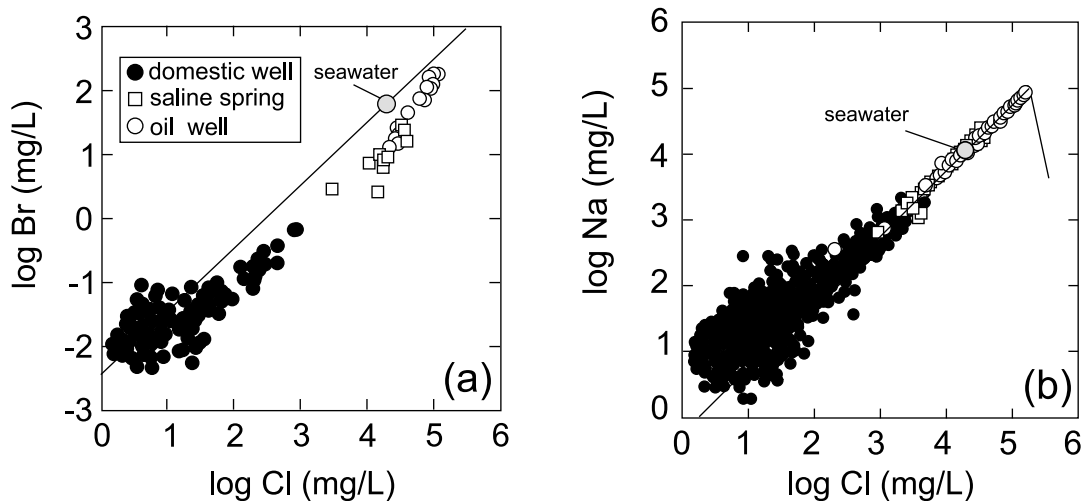 3
2
1
0
-1
-2
-3
log Br (mg/L)
domestic well
saline spring
oil well
seawater
(a)
0 1 2 3 4 5 6
log Cl (mg/L)
6
5
4
3
2
1
0
log Na (mg/L)
seawater
(b)
0 1 2 3 4 5 6
log Cl (mg/L)